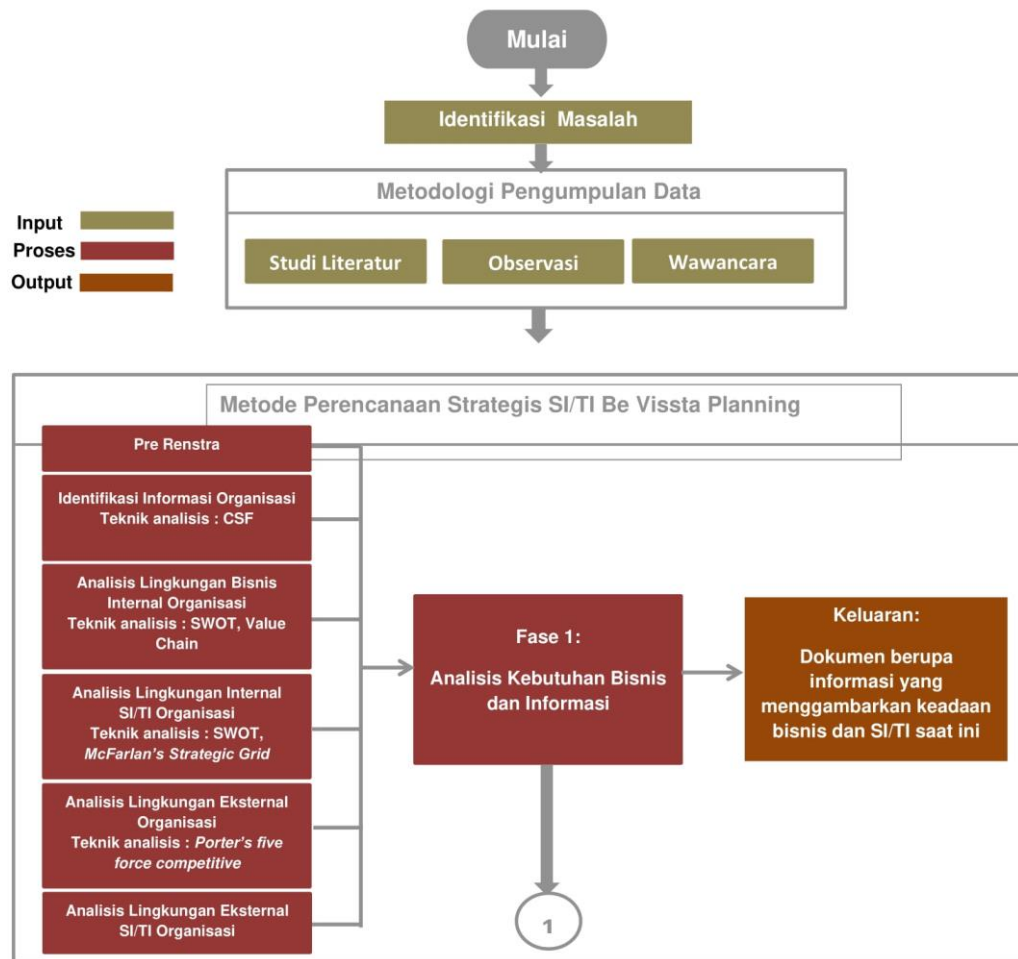 Mulai
Identifikasi Masalah
Metodologi Pengumpulan Data
Input
Proses
Output
Studi Literatur
Observasi
Wawancara
Metode Perencanaan Strategis SI/TI Be Vissta Planning
Pre Renstra
Identifikasi Informasi Organisasi
Teknik analisis : CSF
Analisis Lingkungan Bisnis
Internal Organisasi
Teknik analisis : SWOT, Value
Chain
Analisis Lingkungan Internal
SI/TI Organisasi
Teknik analisis : SWOT,
McFarlan's Strategic Grid
Analisis Lingkungan Eksternal
Organisasi
Teknik analisis : Porter's five
force competitive
Analisis Lingkungan Eksternal
SI/TI Organisasi
Fase 1:
Analisis Kebutuhan Bisnis
dan Informasi
Keluaran:
Dokumen berupa
informasi yang
menggambarkan keadaan
bisnis dan SI/TI saat ini
1